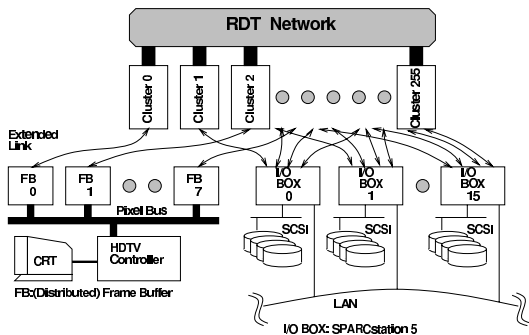 RDT Network
Cluster 0
Cluster 1
Cluster 2
Cluster 255
Extended
Link
FB
0
FB
1
FB
7
I/O
BOX
0
I/O
BOX
1
I/O
BOX
15
Pixel Bus
SCSI
SCSI
SCSI
CRT
HDTV
Controller
FB:(Distributed) Frame Buffer
LAN
I/O BOX: SPARCstation 5